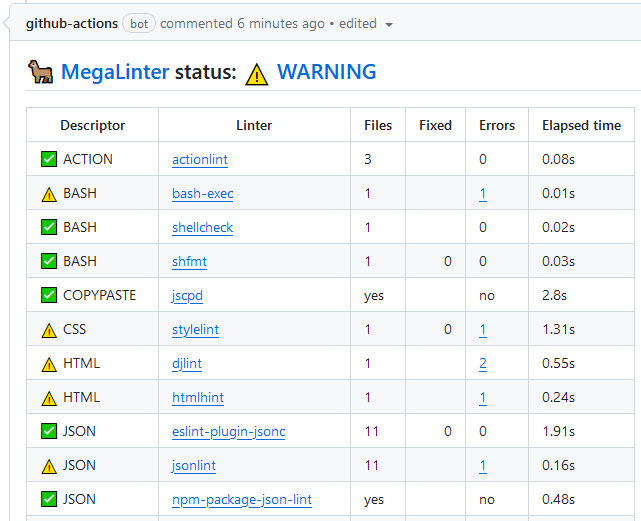 github-actions bot commented 6 minutes ago • edited
MegaLinter status: WARNING
Descriptor Linter Files Fixed Errors Elapsed time
ACTION actionlint 3 0 0.08s
BASH bash-exec 1 1 0.01s
BASH shellcheck 1 0 0.02s
BASH shfmt 1 0 0 0.03s
COPYPASTE jscpd yes no 2.8s
CSS stylelint 1 0 1 1.31s
HTML djlint 1 2 0.55s
HTML htmlhint 1 1 0.24s
JSON eslint-plugin-jsonc 11 0 0 1.91s
JSON jsonlint 11 1 0.16s
JSON npm-package-json-lint yes no 0.48s